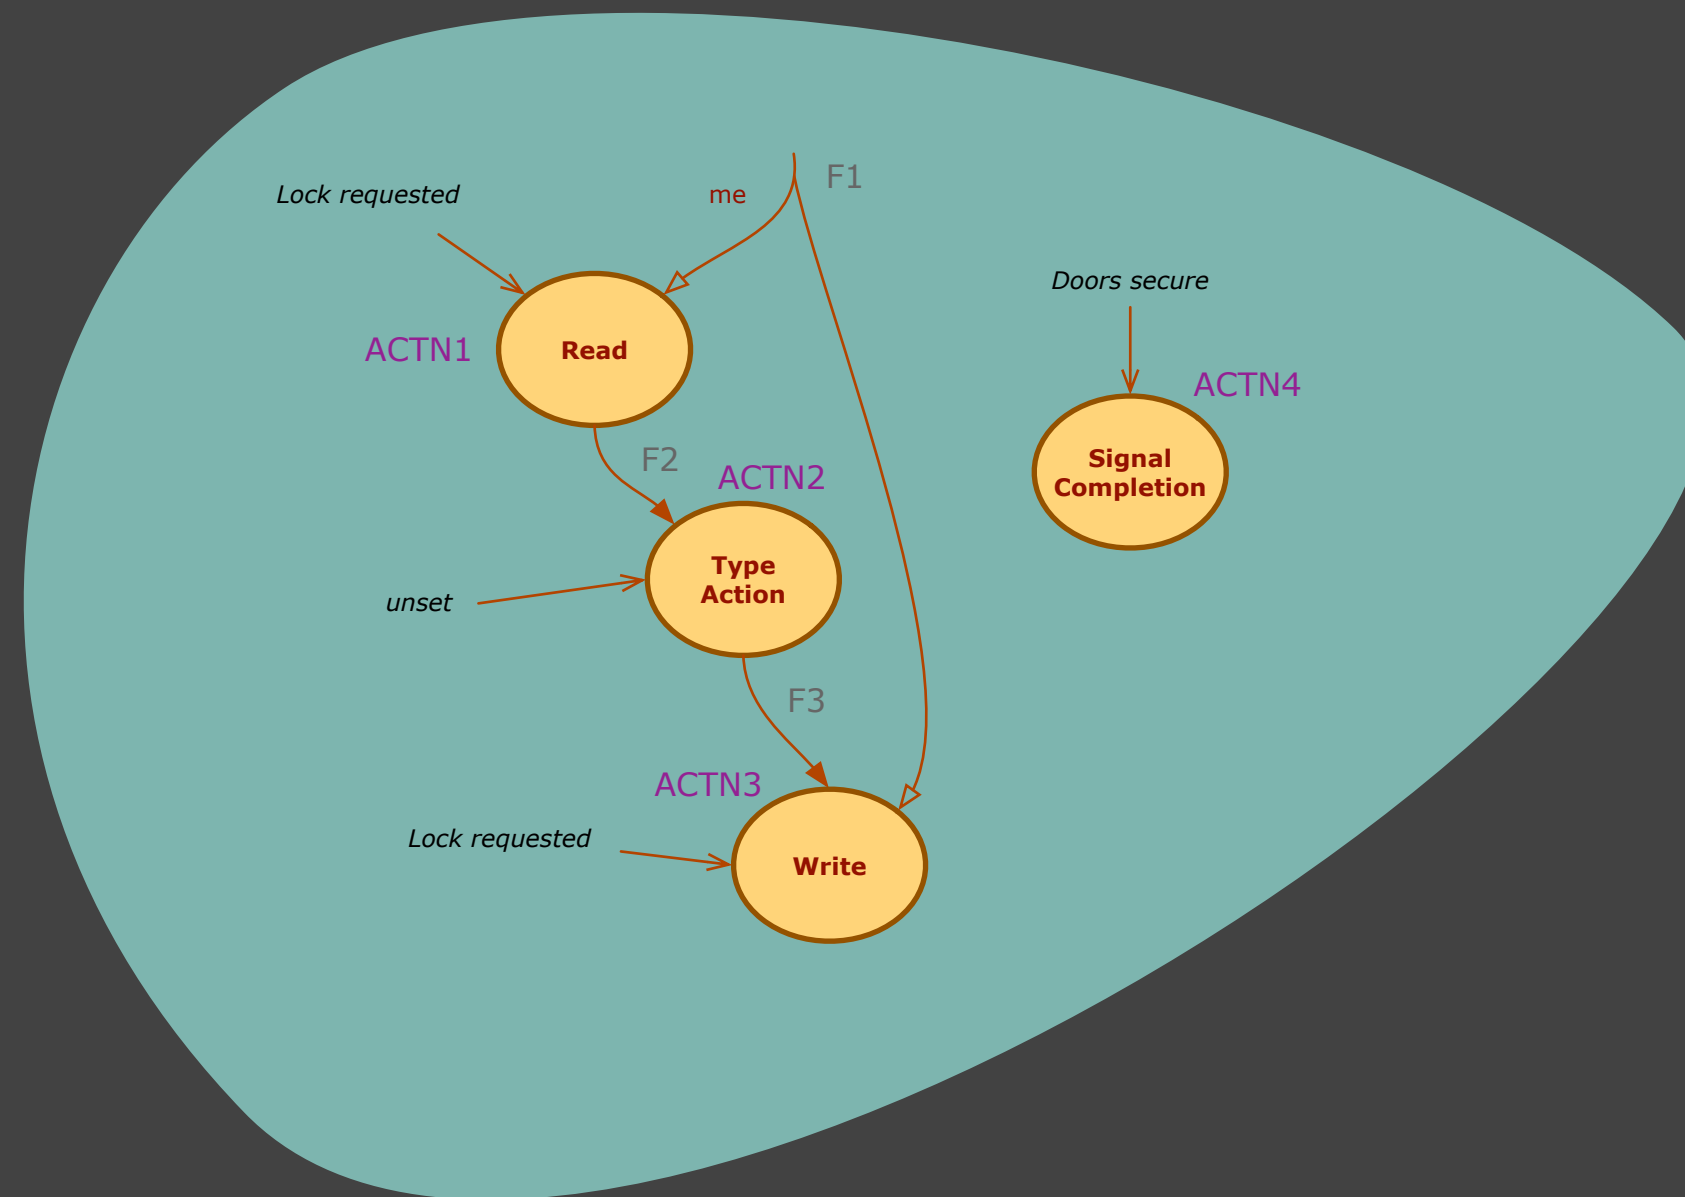 F1
Lock requested
me
Doors secure
ACTN1
Read
ACTN4
F2
ACTN2
Signal
Completion
Type
Action
unset
F3
ACTN3
Lock requested
Write